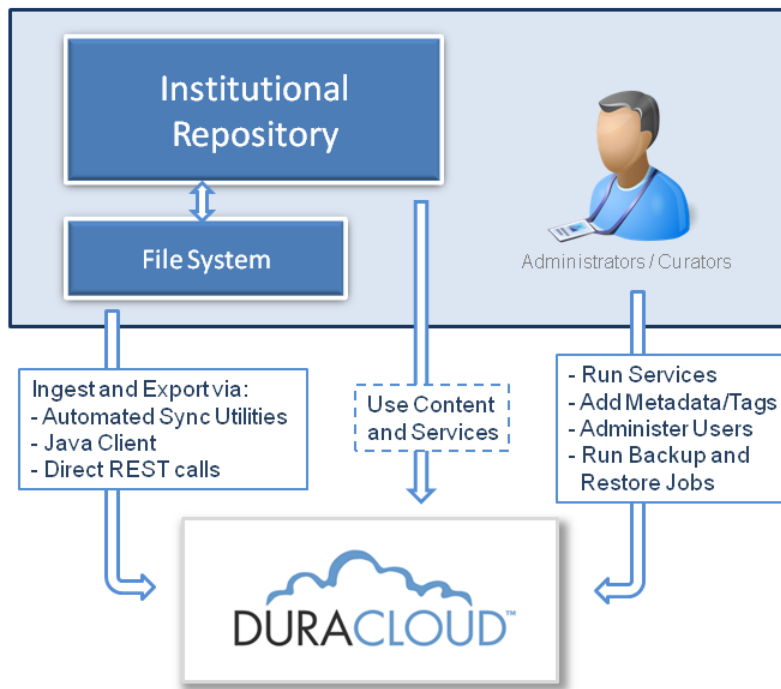 Institutional
Repository
File System
Administrators / Curators
Ingest and Export via:
- Automated Sync Utilities
- Java Client
- Direct REST calls
Use Content
and Services
- Run Services
- Add Metadata/Tags
- Administer Users
- Run Backup and
Restore Jobs
DURACLOUD™